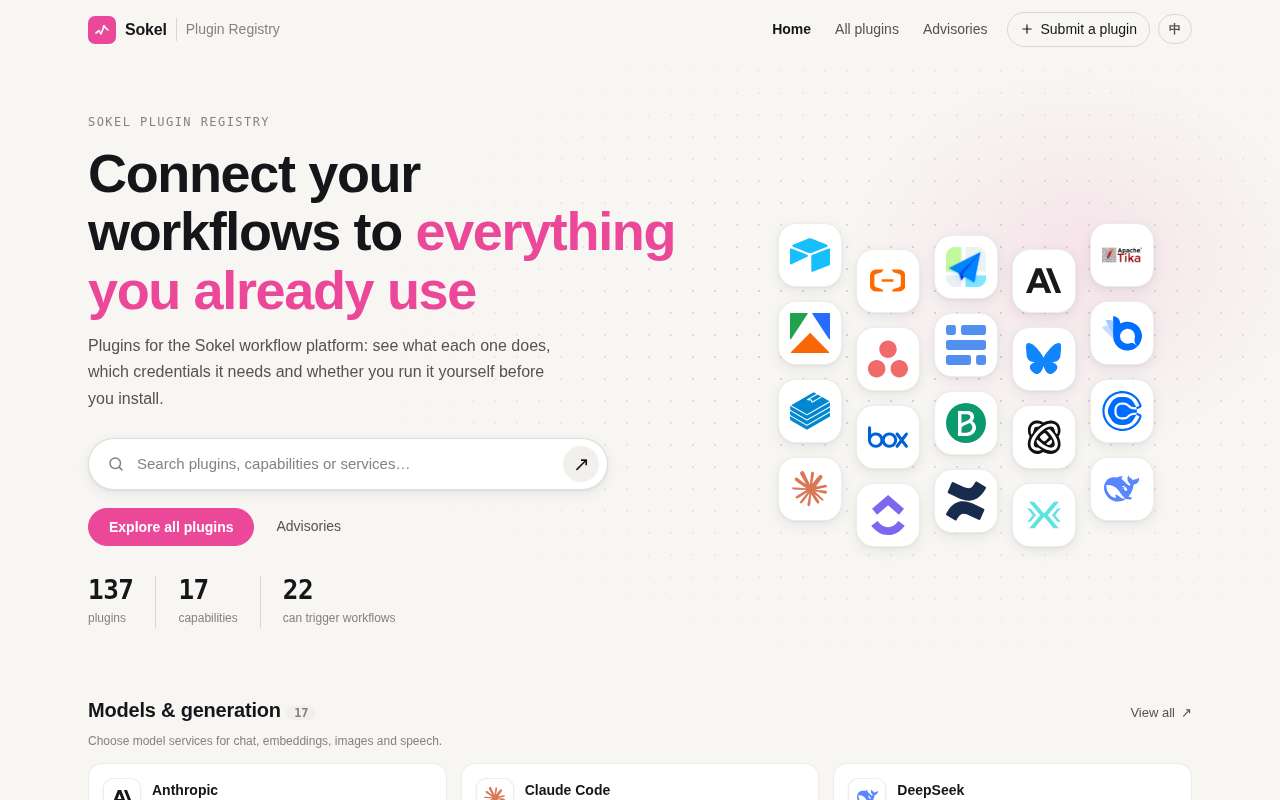 Sokel
Plugin Registry
Home
All plugins
Advisories
Submit a plugin
中
SOKEL PLUGIN REGISTRY
Connect your
workflows to everything
you already use
Plugins for the Sokel workflow platform: see what each one does,
which credentials it needs and whether you run it yourself before
you install.
Search plugins, capabilities or services…
Explore all plugins
Advisories
137
plugins
17
capabilities
22
can trigger workflows
Apache
Tika
box
Models & generation 17
View all
Choose model services for chat, embeddings, images and speech.
Anthropic
Claude Code
DeepSeek